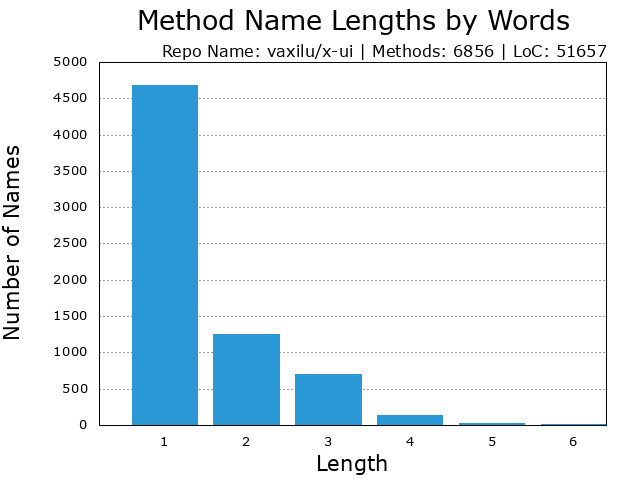 Method Name Lengths by Words
Repo Name: vaxilu/x-ui | Methods: 6856 | LoC: 51657
Number of Names
5000
4500
4000
3500
3000
2500
2000
1500
1000
500
0
1 2 3 4 5 6
Length